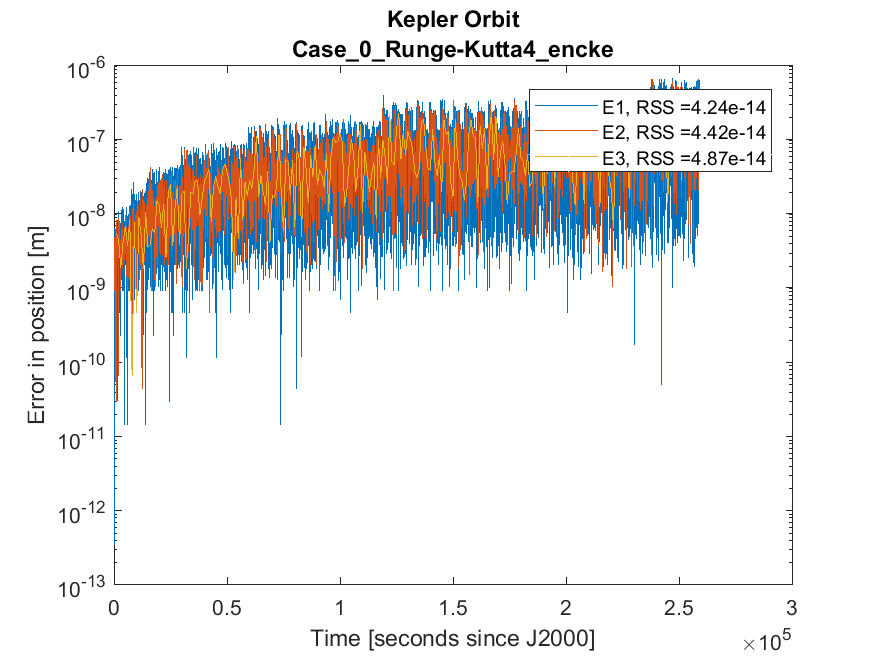 Kepler Orbit
Case_0_Runge-Kutta4_encke
10^-6
10^-7
10^-8
10^-9
10^-10
10^-11
10^-12
10^-13
Error in position [m]
E1, RSS =4.24e-14
E2, RSS =4.42e-14
E3, RSS =4.87e-14
0 0.5 1 1.5 2 2.5 3
Time [seconds since J2000]
×10^5